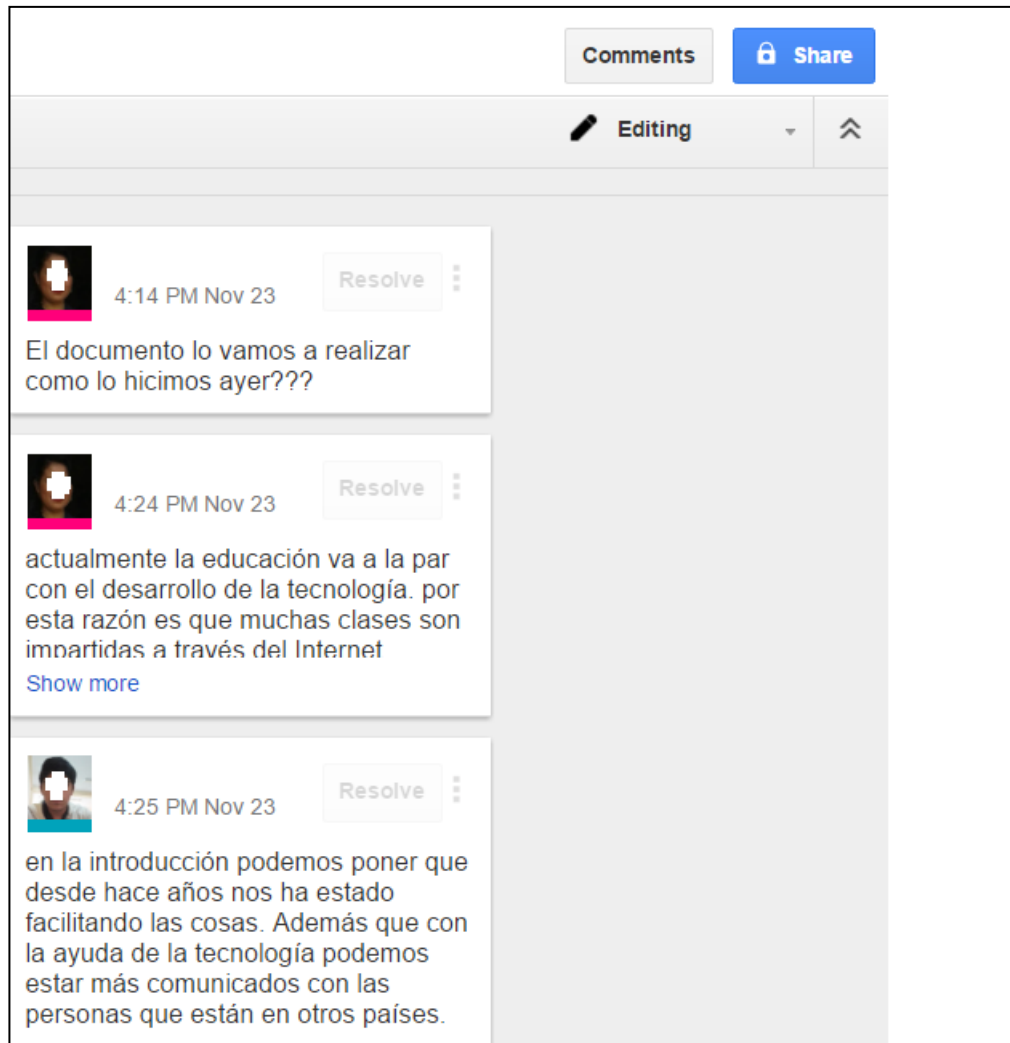 Comments
Share
Editing
4:14 PM Nov 23
Resolve
El documento lo vamos a realizar
como lo hicimos ayer???
4:24 PM Nov 23
Resolve
actualmente la educación va a la par
con el desarrollo de la tecnología. por
esta razón es que muchas clases son
impartidas a través del Internet
Show more
4:25 PM Nov 23
Resolve
en la introducción podemos poner que
desde hace años nos ha estado
facilitando las cosas. Además que con
la ayuda de la tecnología podemos
estar más comunicados con las
personas que están en otros países.